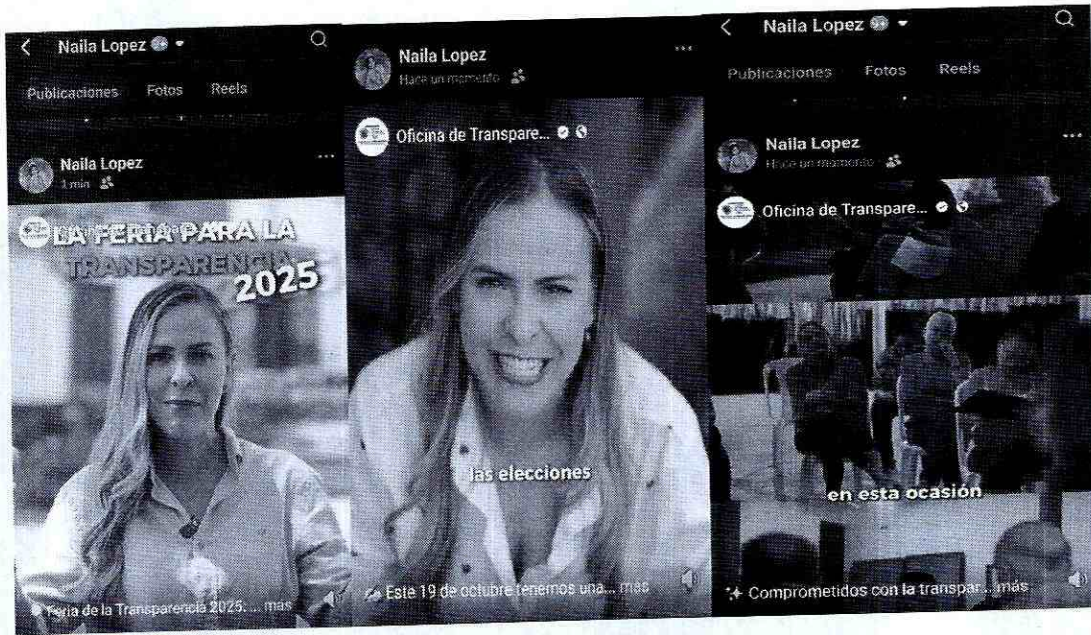 Naila Lopez
Publicaciones Fotos Reels
Naila Lopez
1 min
LA FERIA PARA LA
TRANSPARENCIA
2025
Feria de la Transparencia 2025: ... más
Naila Lopez
Hace un momento
Oficina de Transpare...
las elecciones
Este 19 de octubre tenemos una... más
Naila Lopez
Publicaciones Fotos Reels
Naila Lopez
Hace un momento
Oficina de Transpare...
en esta ocasión
Comprometidos con la transpar... más